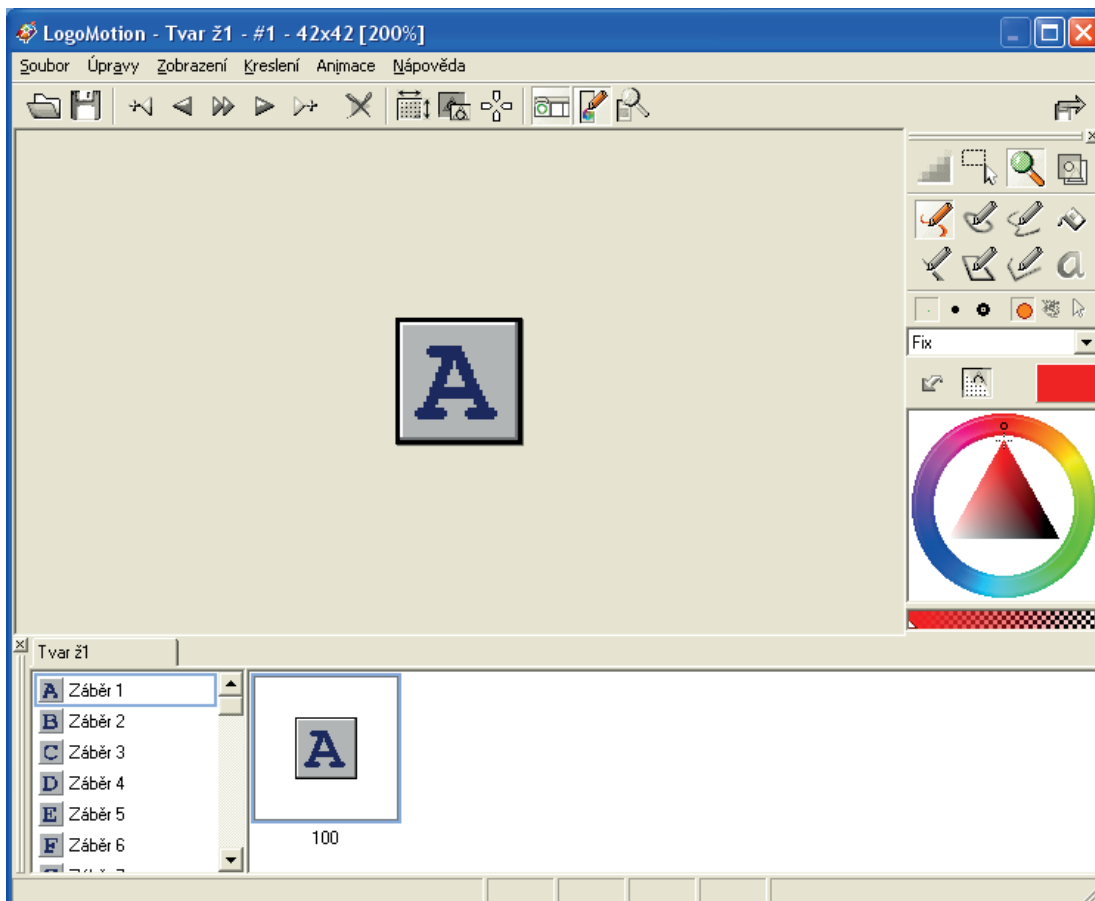 LogoMotion - Tvar ž1 - #1 - 42x42 [200%]
Soubor Úpravy Zobrazení Kreslení Animace Nápověda
A
Fix
Tvar ž1
A Záběr 1
B Záběr 2
C Záběr 3
D Záběr 4
E Záběr 5
F Záběr 6
A
100